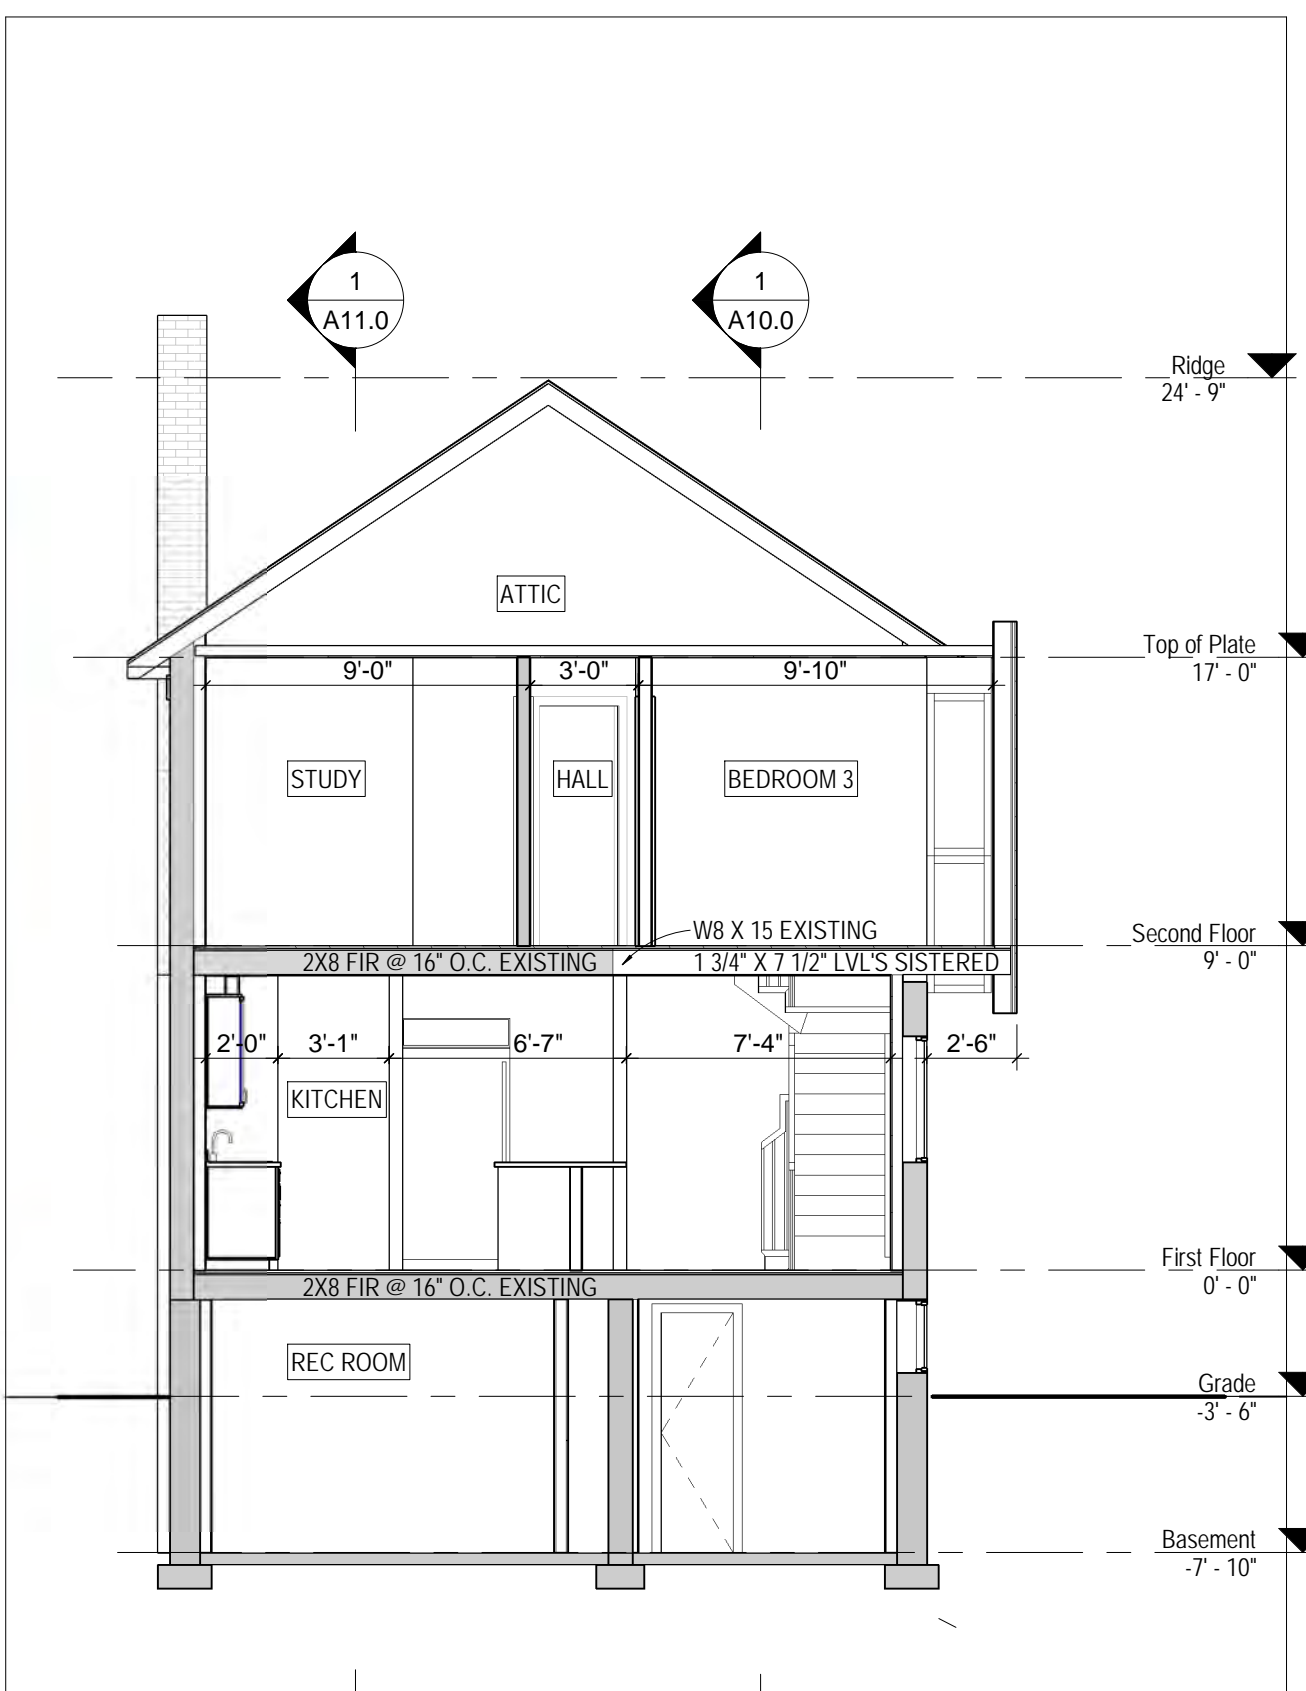 1
A11.0
1
A10.0
Ridge
24' - 9"
ATTIC
Top of Plate
17' - 0"
9'-0"
3'-0"
9'-10"
STUDY
HALL
BEDROOM 3
W8 X 15 EXISTING
Second Floor
9' - 0"
2X8 FIR @ 16" O.C. EXISTING
1 3/4" X 7 1/2" LVL'S SISTERED
2'-0"
3'-1"
6'-7"
7'-4"
2'-6"
KITCHEN
First Floor
0' - 0"
2X8 FIR @ 16" O.C. EXISTING
REC ROOM
Grade
-3' - 6"
Basement
-7' - 10"